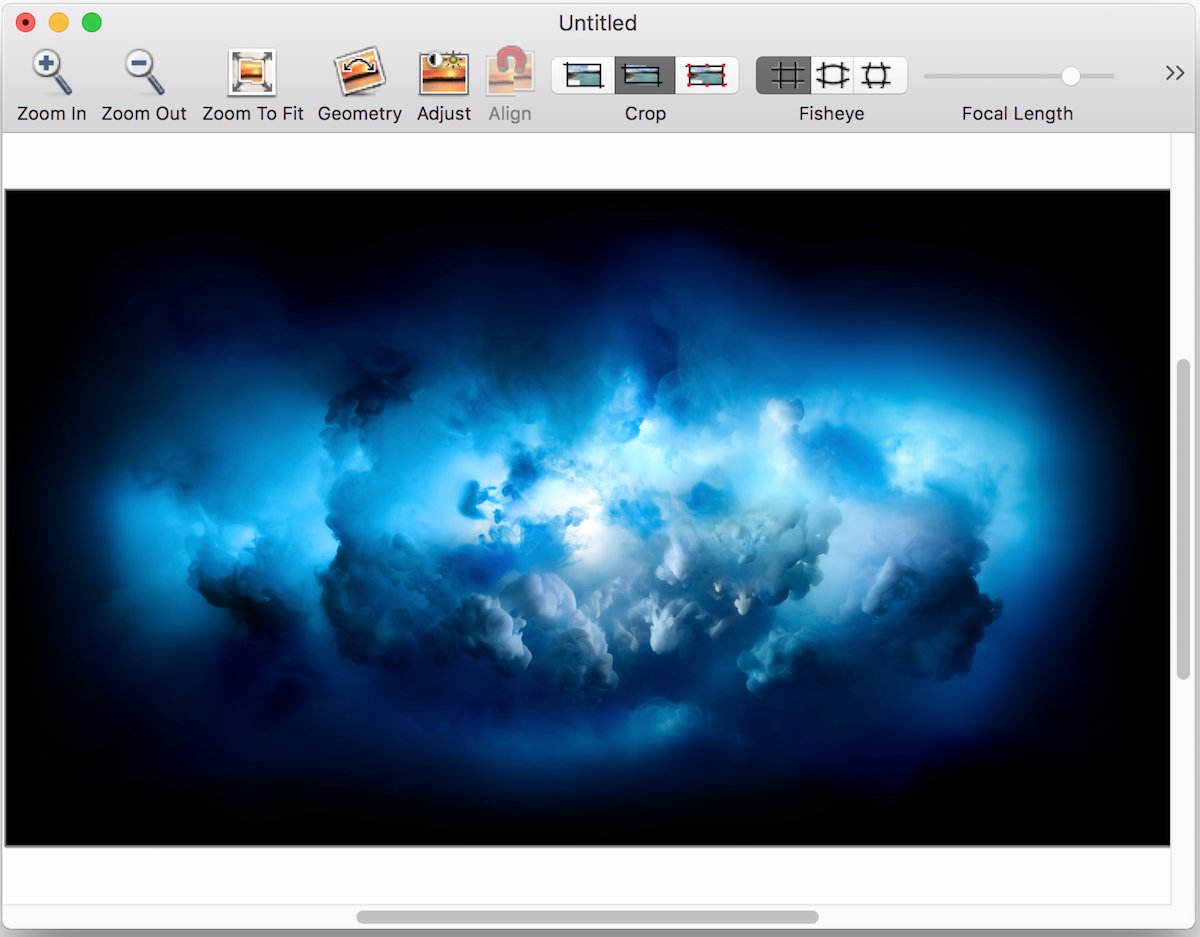 Untitled
Zoom In
Zoom Out
Zoom To Fit
Geometry
Adjust
Align
Crop
Fisheye
Focal Length